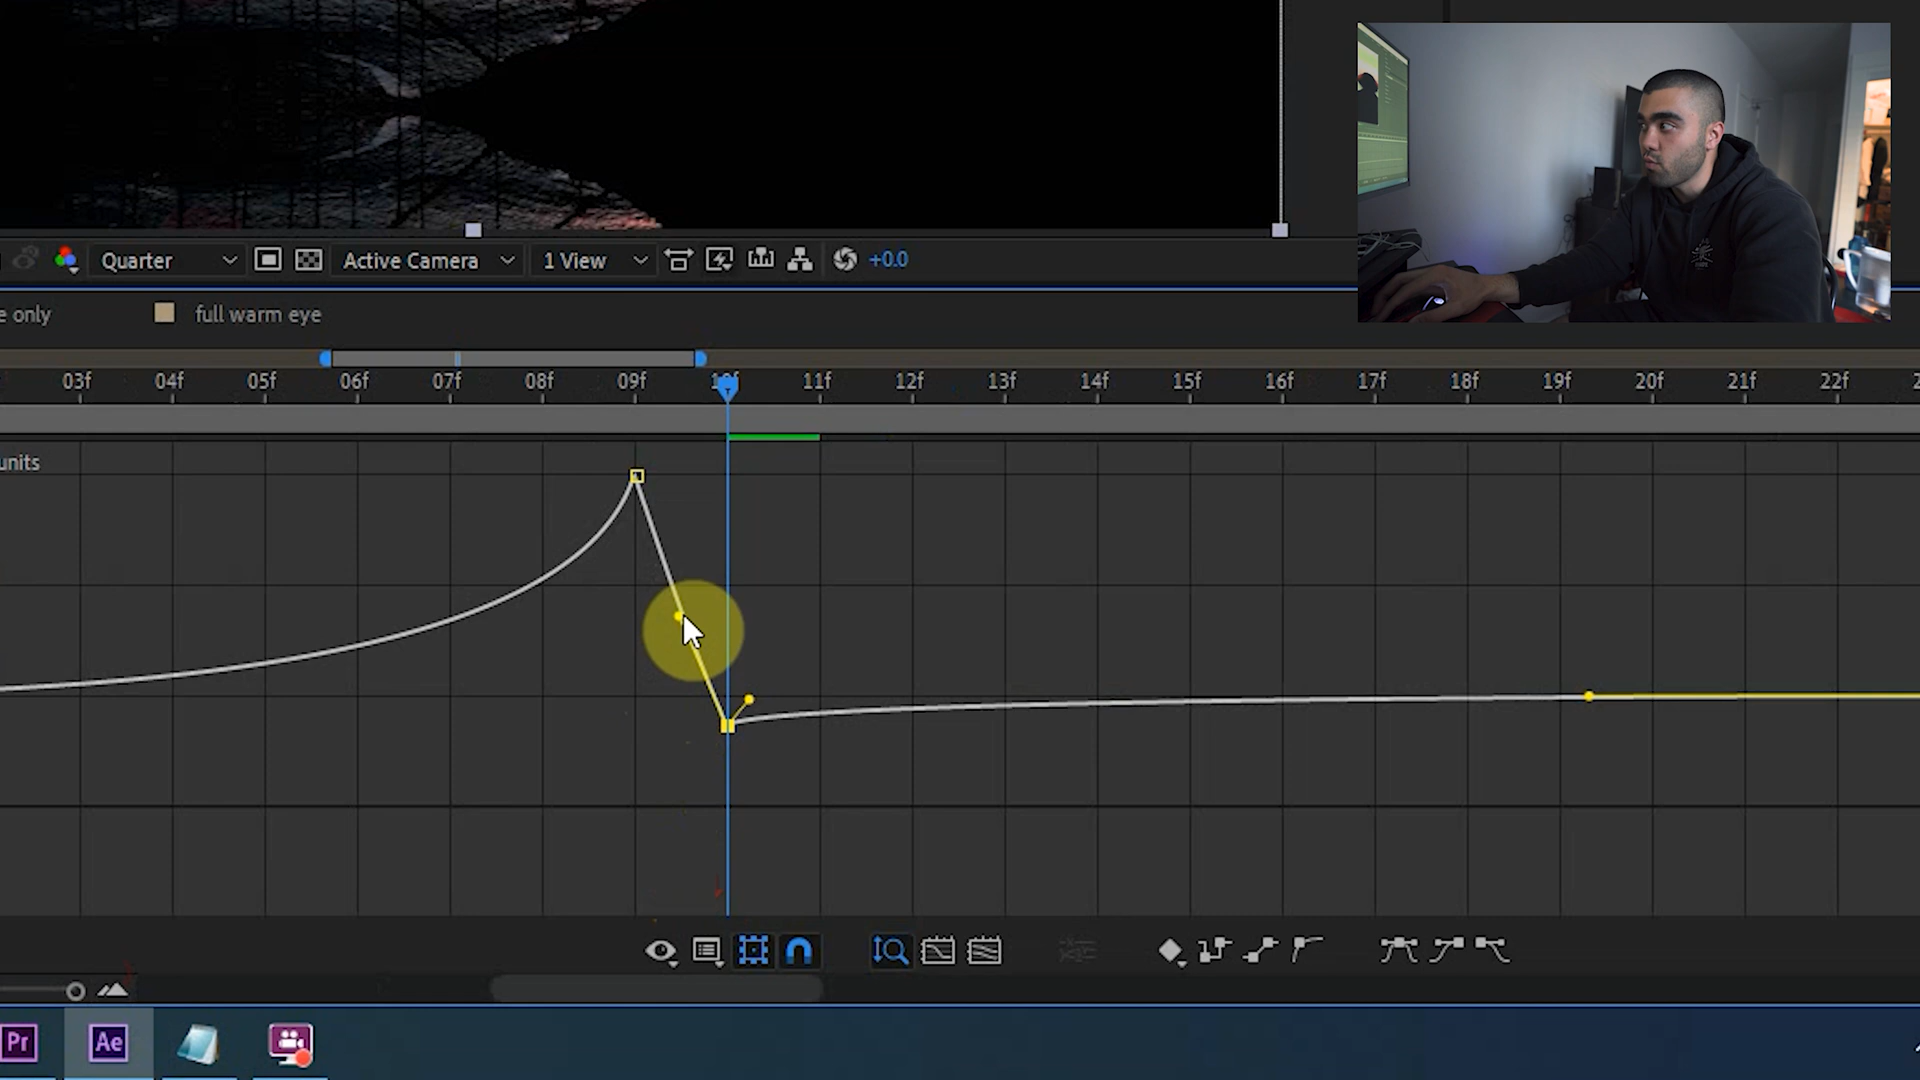 Quarter Active Camera 1 View +0.0
e only full warm eye
03f 04f 05f 06f 07f 08f 09f 10f 11f 12f 13f 14f 15f 16f 17f 18f 19f 20f 21f 22f 2
units
Pr Ae